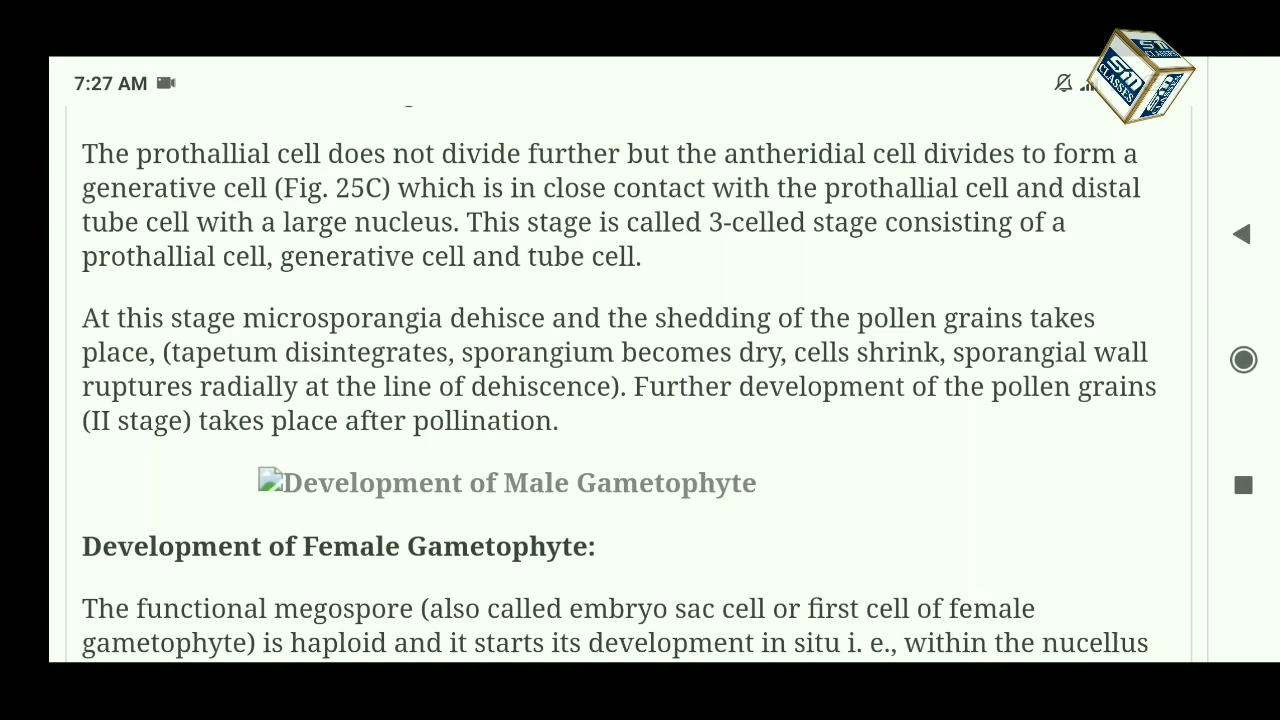 7:27 AM
The prothallial cell does not divide further but the antheridial cell divides to form a
generative cell (Fig. 25C) which is in close contact with the prothallial cell and distal
tube cell with a large nucleus. This stage is called 3-celled stage consisting of a
prothallial cell, generative cell and tube cell.
At this stage microsporangia dehisce and the shedding of the pollen grains takes
place, (tapetum disintegrates, sporangium becomes dry, cells shrink, sporangial wall
ruptures radially at the line of dehiscence). Further development of the pollen grains
(II stage) takes place after pollination.
Development of Male Gametophyte
Development of Female Gametophyte:
The functional megospore (also called embryo sac cell or first cell of female
gametophyte) is haploid and it starts its development in situ i. e., within the nucellus
CLASSES